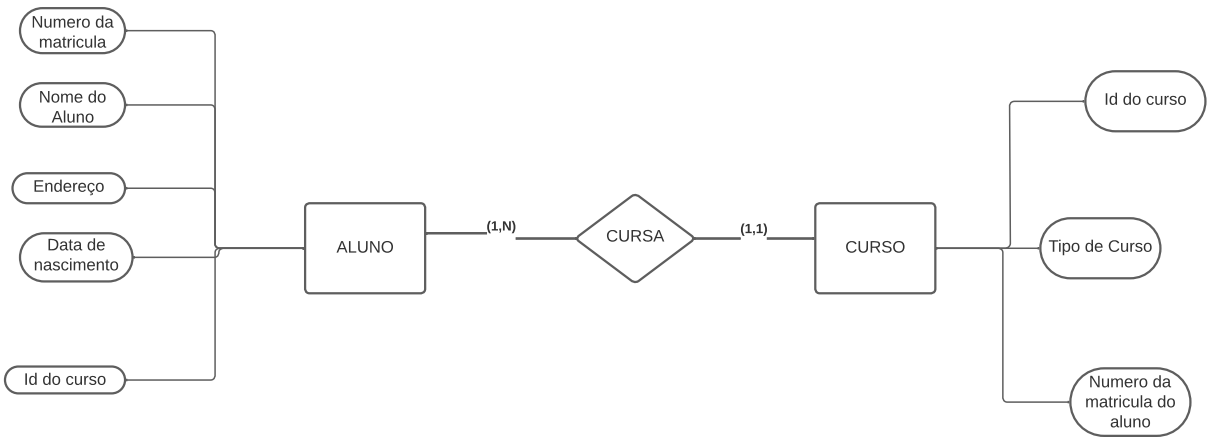 Numero da
matricula
Nome do
Aluno
Endereço
Data de
nascimento
Id do curso
ALUNO
(1,N)
CURSA
(1,1)
CURSO
Id do curso
Tipo de Curso
Numero da
matricula do
aluno